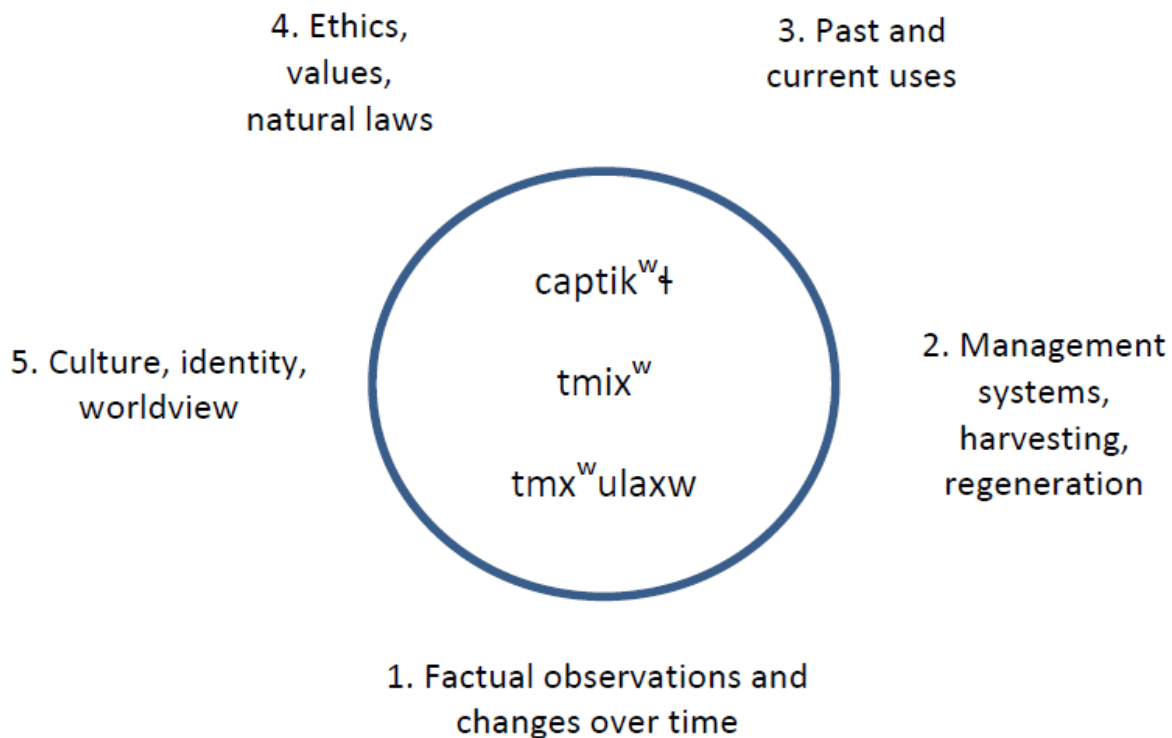 4. Ethics,
values,
natural laws
3. Past and
current uses
captikʷɬ
tmixʷ
tmxʷulaxw
5. Culture, identity,
worldview
2. Management
systems,
harvesting,
regeneration
1. Factual observations and
changes over time